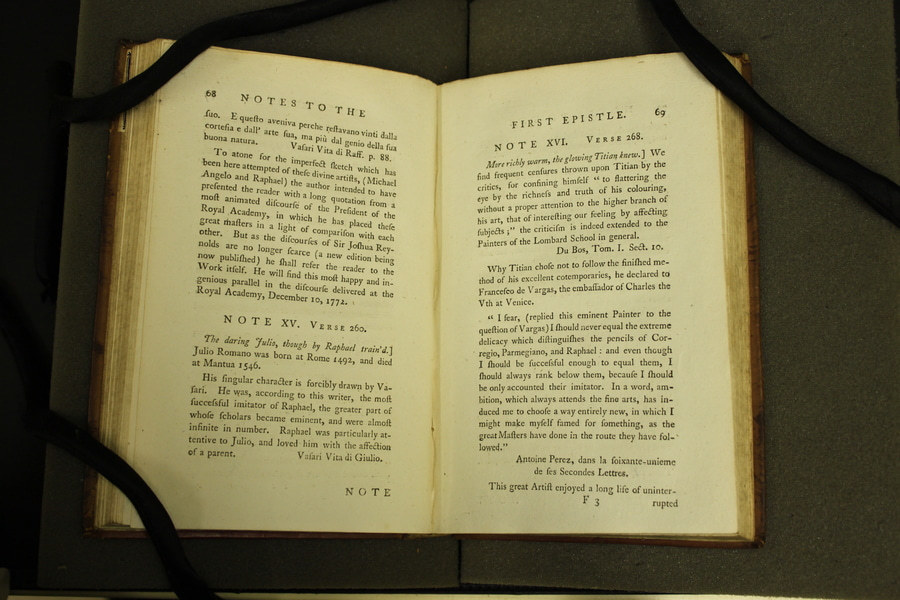 68 NOTES TO THE
ſuo. E queſto aveniva perche reſtavano vinti dalla
corteſia e dall' arte ſua, ma più dal genio della ſua
buona natura. Vaſari Vita di Raff. p. 88.
To atone for the imperfect ſketch which has
been here attempted of theſe divine artiſts, (Michael
Angelo and Raphael) the author intended to have
preſented the reader with a long quotation from a
moſt animated diſcourſe of the Preſident of the
Royal Academy, in which he has placed theſe
great maſters in a light of compariſon with each
other. But as the diſcourſes of Sir Joſhua Rey-
nolds are no longer ſcarce (a new edition being
now publiſhed) he ſhall refer the reader to the
Work itſelf. He will find this moſt happy and in-
genious parallel in the diſcourſe delivered at the
Royal Academy, December 10, 1772.
NOTE XV. VERSE 260.
The daring Julio, though by Raphael train'd.]
Julio Romano was born at Rome 1492, and died
at Mantua 1546.
His ſingular character is forcibly drawn by Va-
ſari. He was, according to this writer, the moſt
ſucceſsful imitator of Raphael, the greater part of
whoſe ſcholars became eminent, and were almoſt
infinite in number. Raphael was particularly at-
tentive to Julio, and loved him with the affection
of a parent. Vaſari Vita di Giulio.
NOTE
FIRST EPISTLE. 69
NOTE XVI. VERSE 268.
More richly warm, the glowing Titian knew.] We
find frequent cenſures thrown upon Titian by the
critics, for confining himſelf “ to flattering the
eye by the richneſs and truth of his colouring,
without a proper attention to the higher branch of
his art, that of intereſting our feeling by affecting
ſubjects ;” the criticiſm is indeed extended to the
Painters of the Lombard School in general.
Du Bos, Tom. I. Sect. 10.
Why Titian choſe not to follow the finiſhed me-
thod of his excellent cotemporaries, he declared to
Franceſco de Vargas, the embaſſador of Charles the
Vth at Venice.
“ I fear, (replied this eminent Painter to the
queſtion of Vargas) I ſhould never equal the extreme
delicacy which diſtinguiſhes the pencils of Cor-
regio, Parmegiano, and Raphael : and even though
I ſhould be ſucceſsful enough to equal them, I
ſhould always rank below them, becauſe I ſhould
be only accounted their imitator. In a word, am-
bition, which always attends the fine arts, has in-
duced me to chooſe a way entirely new, in which I
might make myſelf famed for ſomething, as the
great Maſters have done in the route they have fol-
lowed.”
Antoine Perez, dans la ſoixante-unieme
de ſes Secondes Lettres.
This great Artiſt enjoyed a long life of uninter-
F 3 rupted